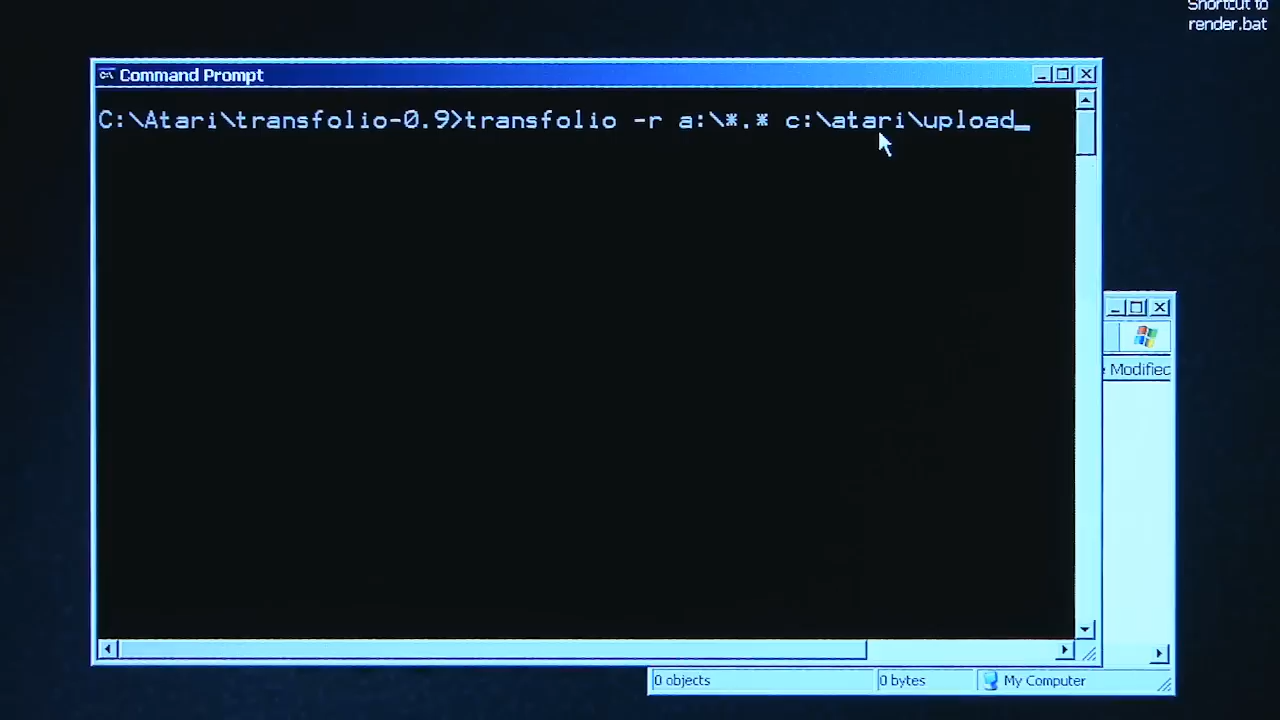 Shortcut to
render.bat
Command Prompt
C:\Atari\transfolio-0.9>transfolio -r a:\*.* c:\atari\upload_
Modified
0 objects
0 bytes
My Computer